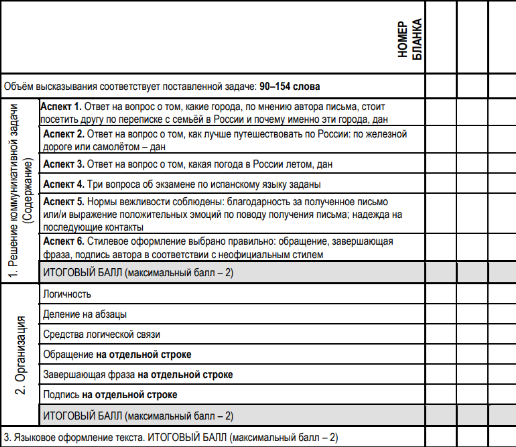 НОМЕР
БЛАНКА
Объём высказывания соответствует поставленной задаче: 90–154 слова
1. Решение коммуникативной задачи
(Содержание)
Аспект 1. Ответ на вопрос о том, какие города, по мнению автора письма, стоит
посетить другу по переписке с семьёй в России и почему именно эти города, дан
Аспект 2. Ответ на вопрос о том, как лучше путешествовать по России: по железной
дороге или самолётом – дан
Аспект 3. Ответ на вопрос о том, какая погода в России летом, дан
Аспект 4. Три вопроса об экзамене по испанскому языку заданы
Аспект 5. Нормы вежливости соблюдены: благодарность за полученное письмо
или/и выражение положительных эмоций по поводу получения письма; надежда на
последующие контакты
Аспект 6. Стилевое оформление выбрано правильно: обращение, завершающая
фраза, подпись автора в соответствии с неофициальным стилем
ИТОГОВЫЙ БАЛЛ (максимальный балл – 2)
2. Организация
Логичность
Деление на абзацы
Средства логической связи
Обращение на отдельной строке
Завершающая фраза на отдельной строке
Подпись на отдельной строке
ИТОГОВЫЙ БАЛЛ (максимальный балл – 2)
3. Языковое оформление текста. ИТОГОВЫЙ БАЛЛ (максимальный балл – 2)